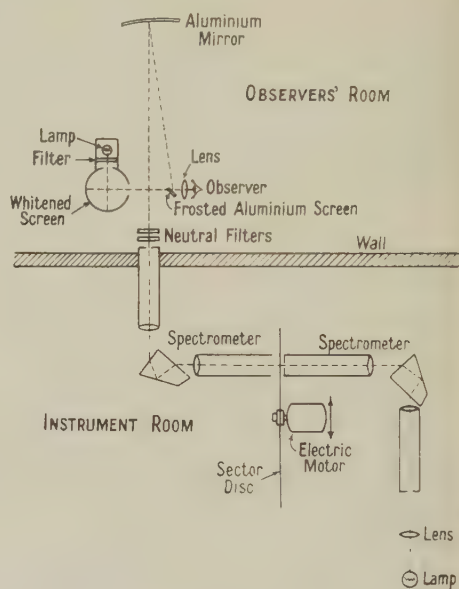 Aluminium
Mirror
OBSERVERS' ROOM
Lamp
Filter
Lens
Observer
Whitened
Screen
Frosted Aluminium Screen
Neutral Filters
Wall
Spectrometer
Spectrometer
INSTRUMENT ROOM
Electric
Motor
Sector
Disc
Lens
Lamp